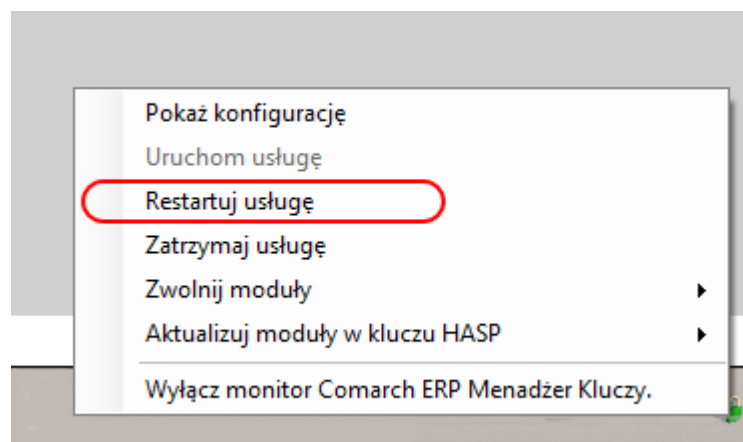 Pokaż konfigurację
Uruchom usługę
Restartuj usługę
Zatrzymaj usługę
Zwolnij moduły
Aktualizuj moduły w kluczu HASP
Wyłącz monitor Comarch ERP Menadżer Kluczy.